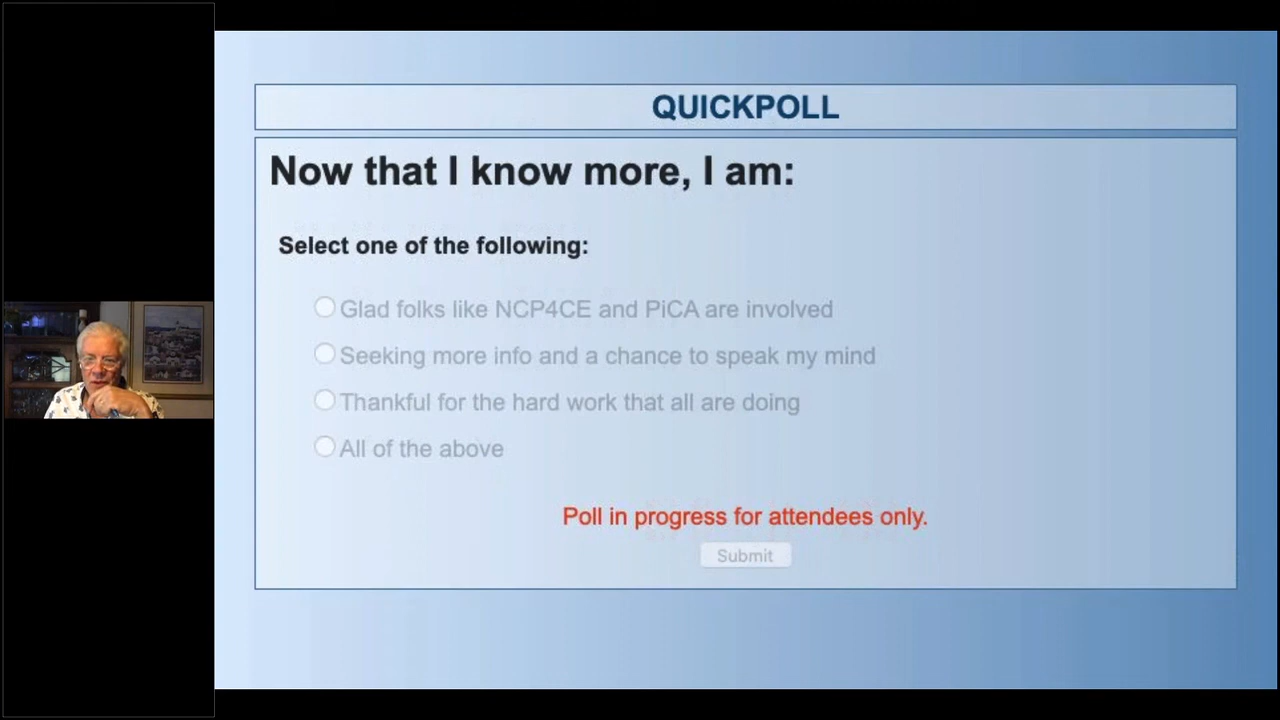 QUICKPOLL
Now that I know more, I am:
Select one of the following:
Glad folks like NCP4CE and PiCA are involved
Seeking more info and a chance to speak my mind
Thankful for the hard work that all are doing
All of the above
Poll in progress for attendees only.
Submit